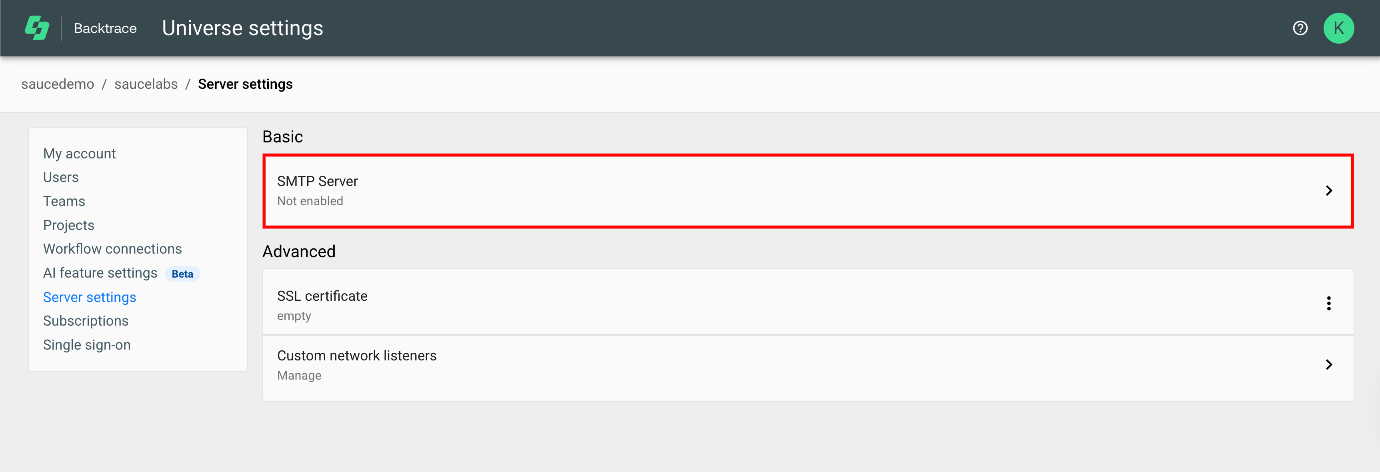 Backtrace Universe settings K
saucedemo / saucelabs / Server settings
My account
Users
Teams
Projects
Workflow connections
AI feature settings Beta
Server settings
Subscriptions
Single sign-on
Basic
SMTP Server
Not enabled
Advanced
SSL certificate
empty
Custom network listeners
Manage